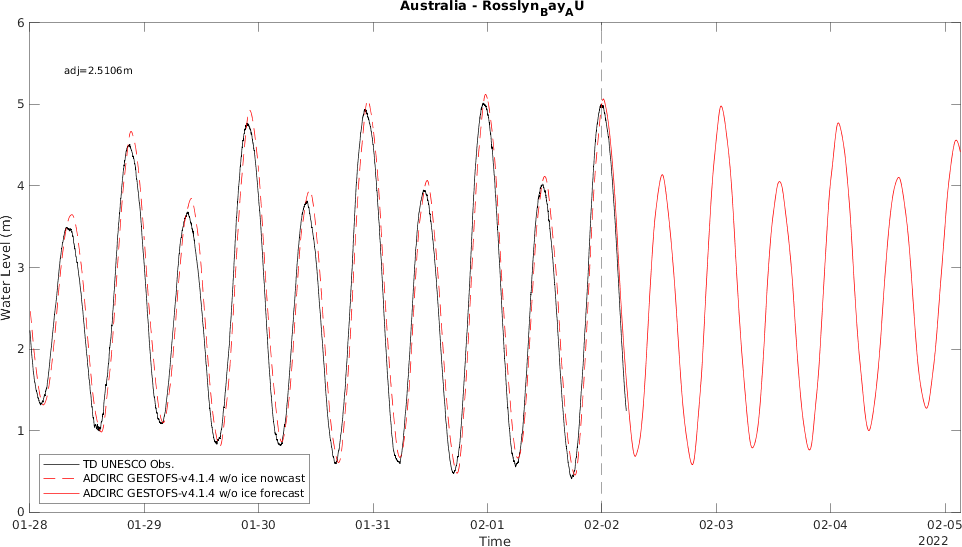 Australia - Rosslyn_Bay_AU
6
5
4
3
2
1
0
Water Level (m)
adj=2.5106m
TD UNESCO Obs.
ADCIRC GESTOFS-v4.1.4 w/o ice nowcast
ADCIRC GESTOFS-v4.1.4 w/o ice forecast
01-28 01-29 01-30 01-31 02-01 02-02 02-03 02-04 02-05
Time
2022